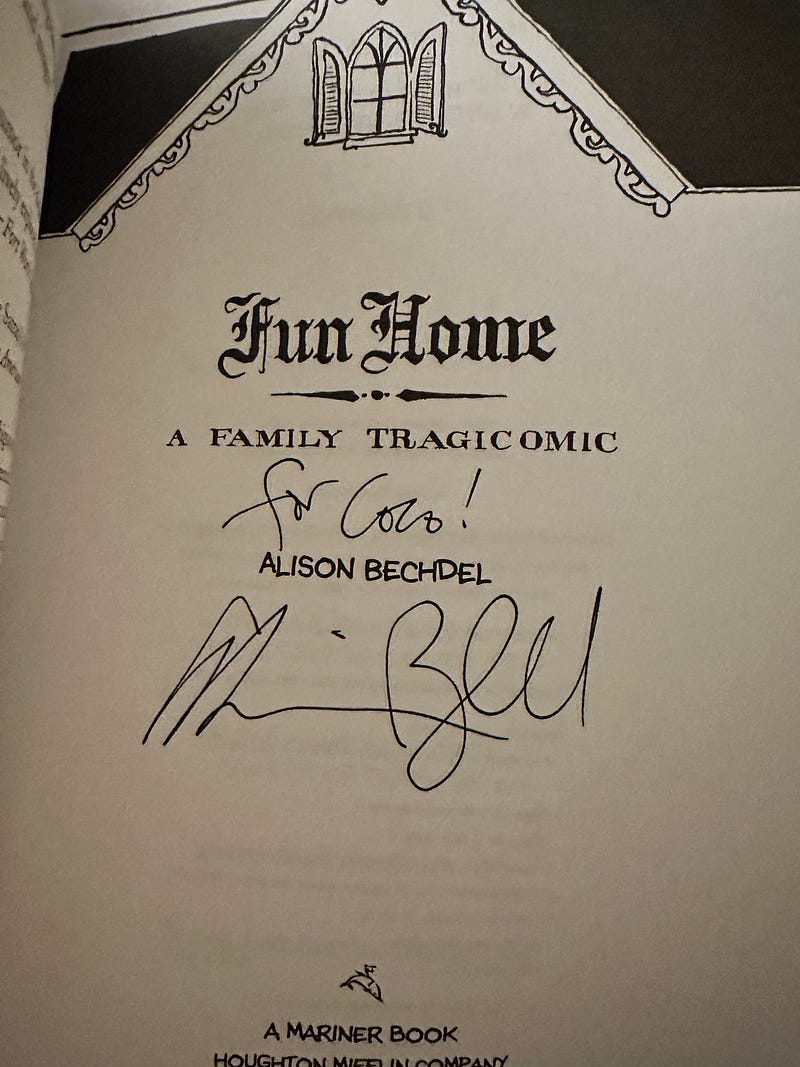 Fun Home
A FAMILY TRAGICOMIC
for Coco!
ALISON BECHDEL
A MARINER BOOK
HOUGHTON MIFFLIN COMPANY